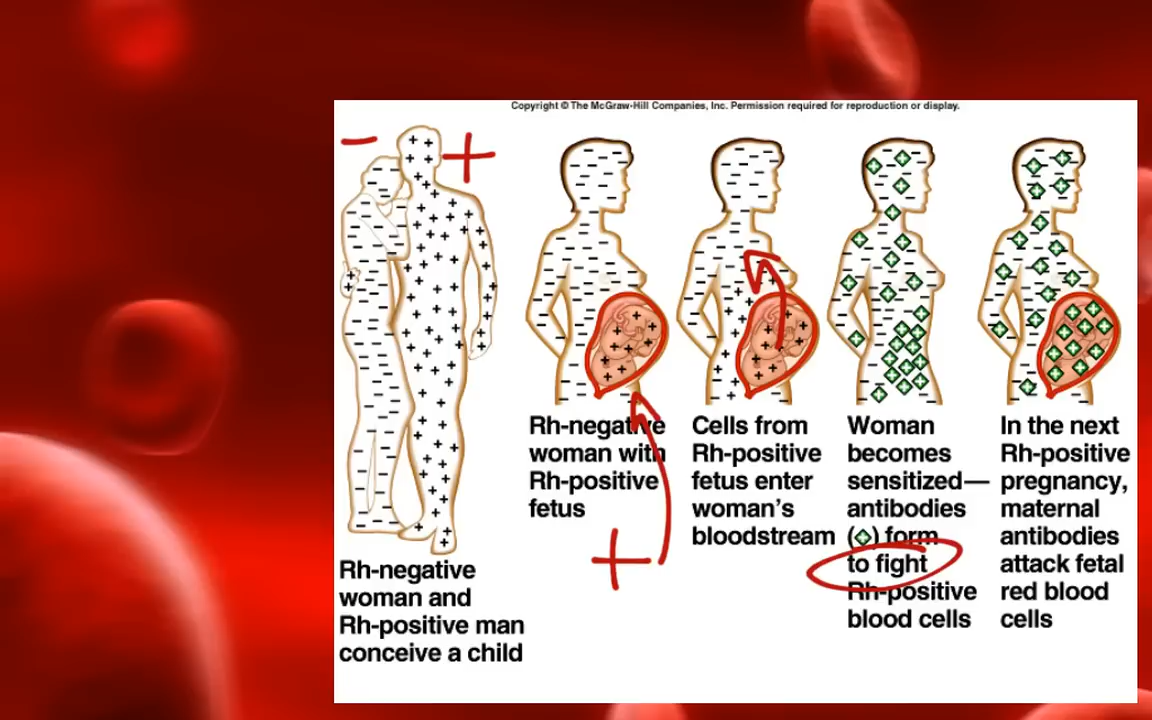 Copyright © The McGraw-Hill Companies, Inc. Permission required for reproduction or display.
Rh-negative
woman and
Rh-positive man
conceive a child
Rh-negative
woman with
Rh-positive
fetus
Cells from
Rh-positive
fetus enter
woman's
bloodstream
Woman
becomes
sensitized—
antibodies
() form
to fight
Rh-positive
blood cells
In the next
Rh-positive
pregnancy,
maternal
antibodies
attack fetal
red blood
cells